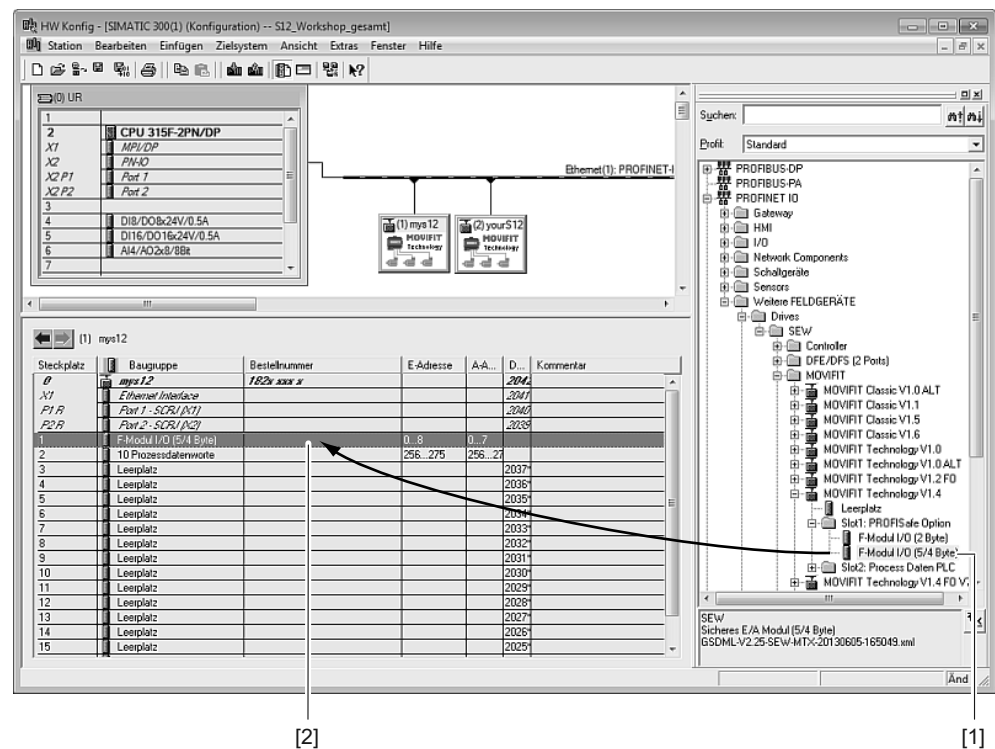 HW Konfig - [SIMATIC 300(1) (Konfiguration) -- S12_Workshop_gesamt]
Station Bearbeiten Einfügen Zielsystem Ansicht Extras Fenster Hilfe
(0) UR
1
2 CPU 315F-2PN/DP
X1 MPI/DP
X2 PN-IO
X2 P1 Port 1
X2 P2 Port 2
3
4 DI8/DO8x24V/0.5A
5 DI16/DO16x24V/0.5A
6 AI4/AO2x8/8Bit
7
Ethernet(1): PROFINET-I
(1) mys12
MOVIFIT
Technology
(2) yourS12
MOVIFIT
Technology
Suchen:
Profil: Standard
PROFIBUS-DP
PROFIBUS-PA
PROFINET IO
Gateway
HMI
I/O
Network Components
Schaltgeräte
Sensors
Weitere FELDGERÄTE
Drives
SEW
Controller
DFE/DFS (2 Ports)
MOVIFIT
MOVIFIT Classic V1.0 ALT
MOVIFIT Classic V1.1
MOVIFIT Classic V1.5
MOVIFIT Classic V1.6
MOVIFIT Technology V1.0
MOVIFIT Technology V1.0 ALT
MOVIFIT Technology V1.2 FO
MOVIFIT Technology V1.4
Leerplatz
Slot1: PROFISafe Option
F-Modul I/O (2 Byte)
F-Modul I/O (5/4 Byte)
Slot2: Process Daten PLC
MOVIFIT Technology V1.4 FO
SEW
Sicheres E/A Modul (5/4 Byte)
GSDML-V2.25-SEW-MTX-20130605-165049.xml
(1) mys12
Steckplatz Baugruppe Bestellnummer E-Adresse A-A... D... Kommentar
0 mys12 182x xxx x 2042
X1 Ethernet Interface 2041
P1 R Port 1 - SCRJ (X1) 2040
P2 R Port 2 - SCRJ (X2) 2039
1 F-Modul I/O (5/4 Byte) 0...8 0...7
2 10 Prozessdatenworte 256...275 256...27
3 Leerplatz 2037*
4 Leerplatz 2036*
5 Leerplatz 2035*
6 Leerplatz 2034*
7 Leerplatz 2033*
8 Leerplatz 2032*
9 Leerplatz 2031*
10 Leerplatz 2030*
11 Leerplatz 2029*
12 Leerplatz 2028*
13 Leerplatz 2027*
14 Leerplatz 2026*
15 Leerplatz 2025*
Änd
[2] [1]